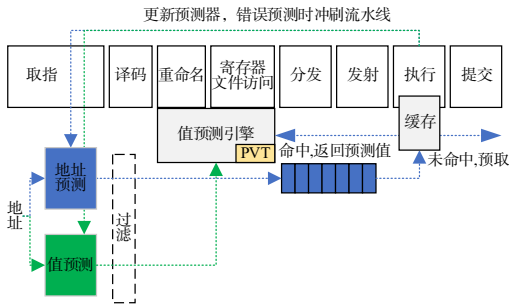 更新预测器，错误预测时冲刷流水线
取指
译码
重命名
寄存器
文件访问
分发
发射
执行
提交
缓存
值预测引擎
PVT
命中,返回预测值
未命中,预取
地址
预测
地
址
过
滤
值预测